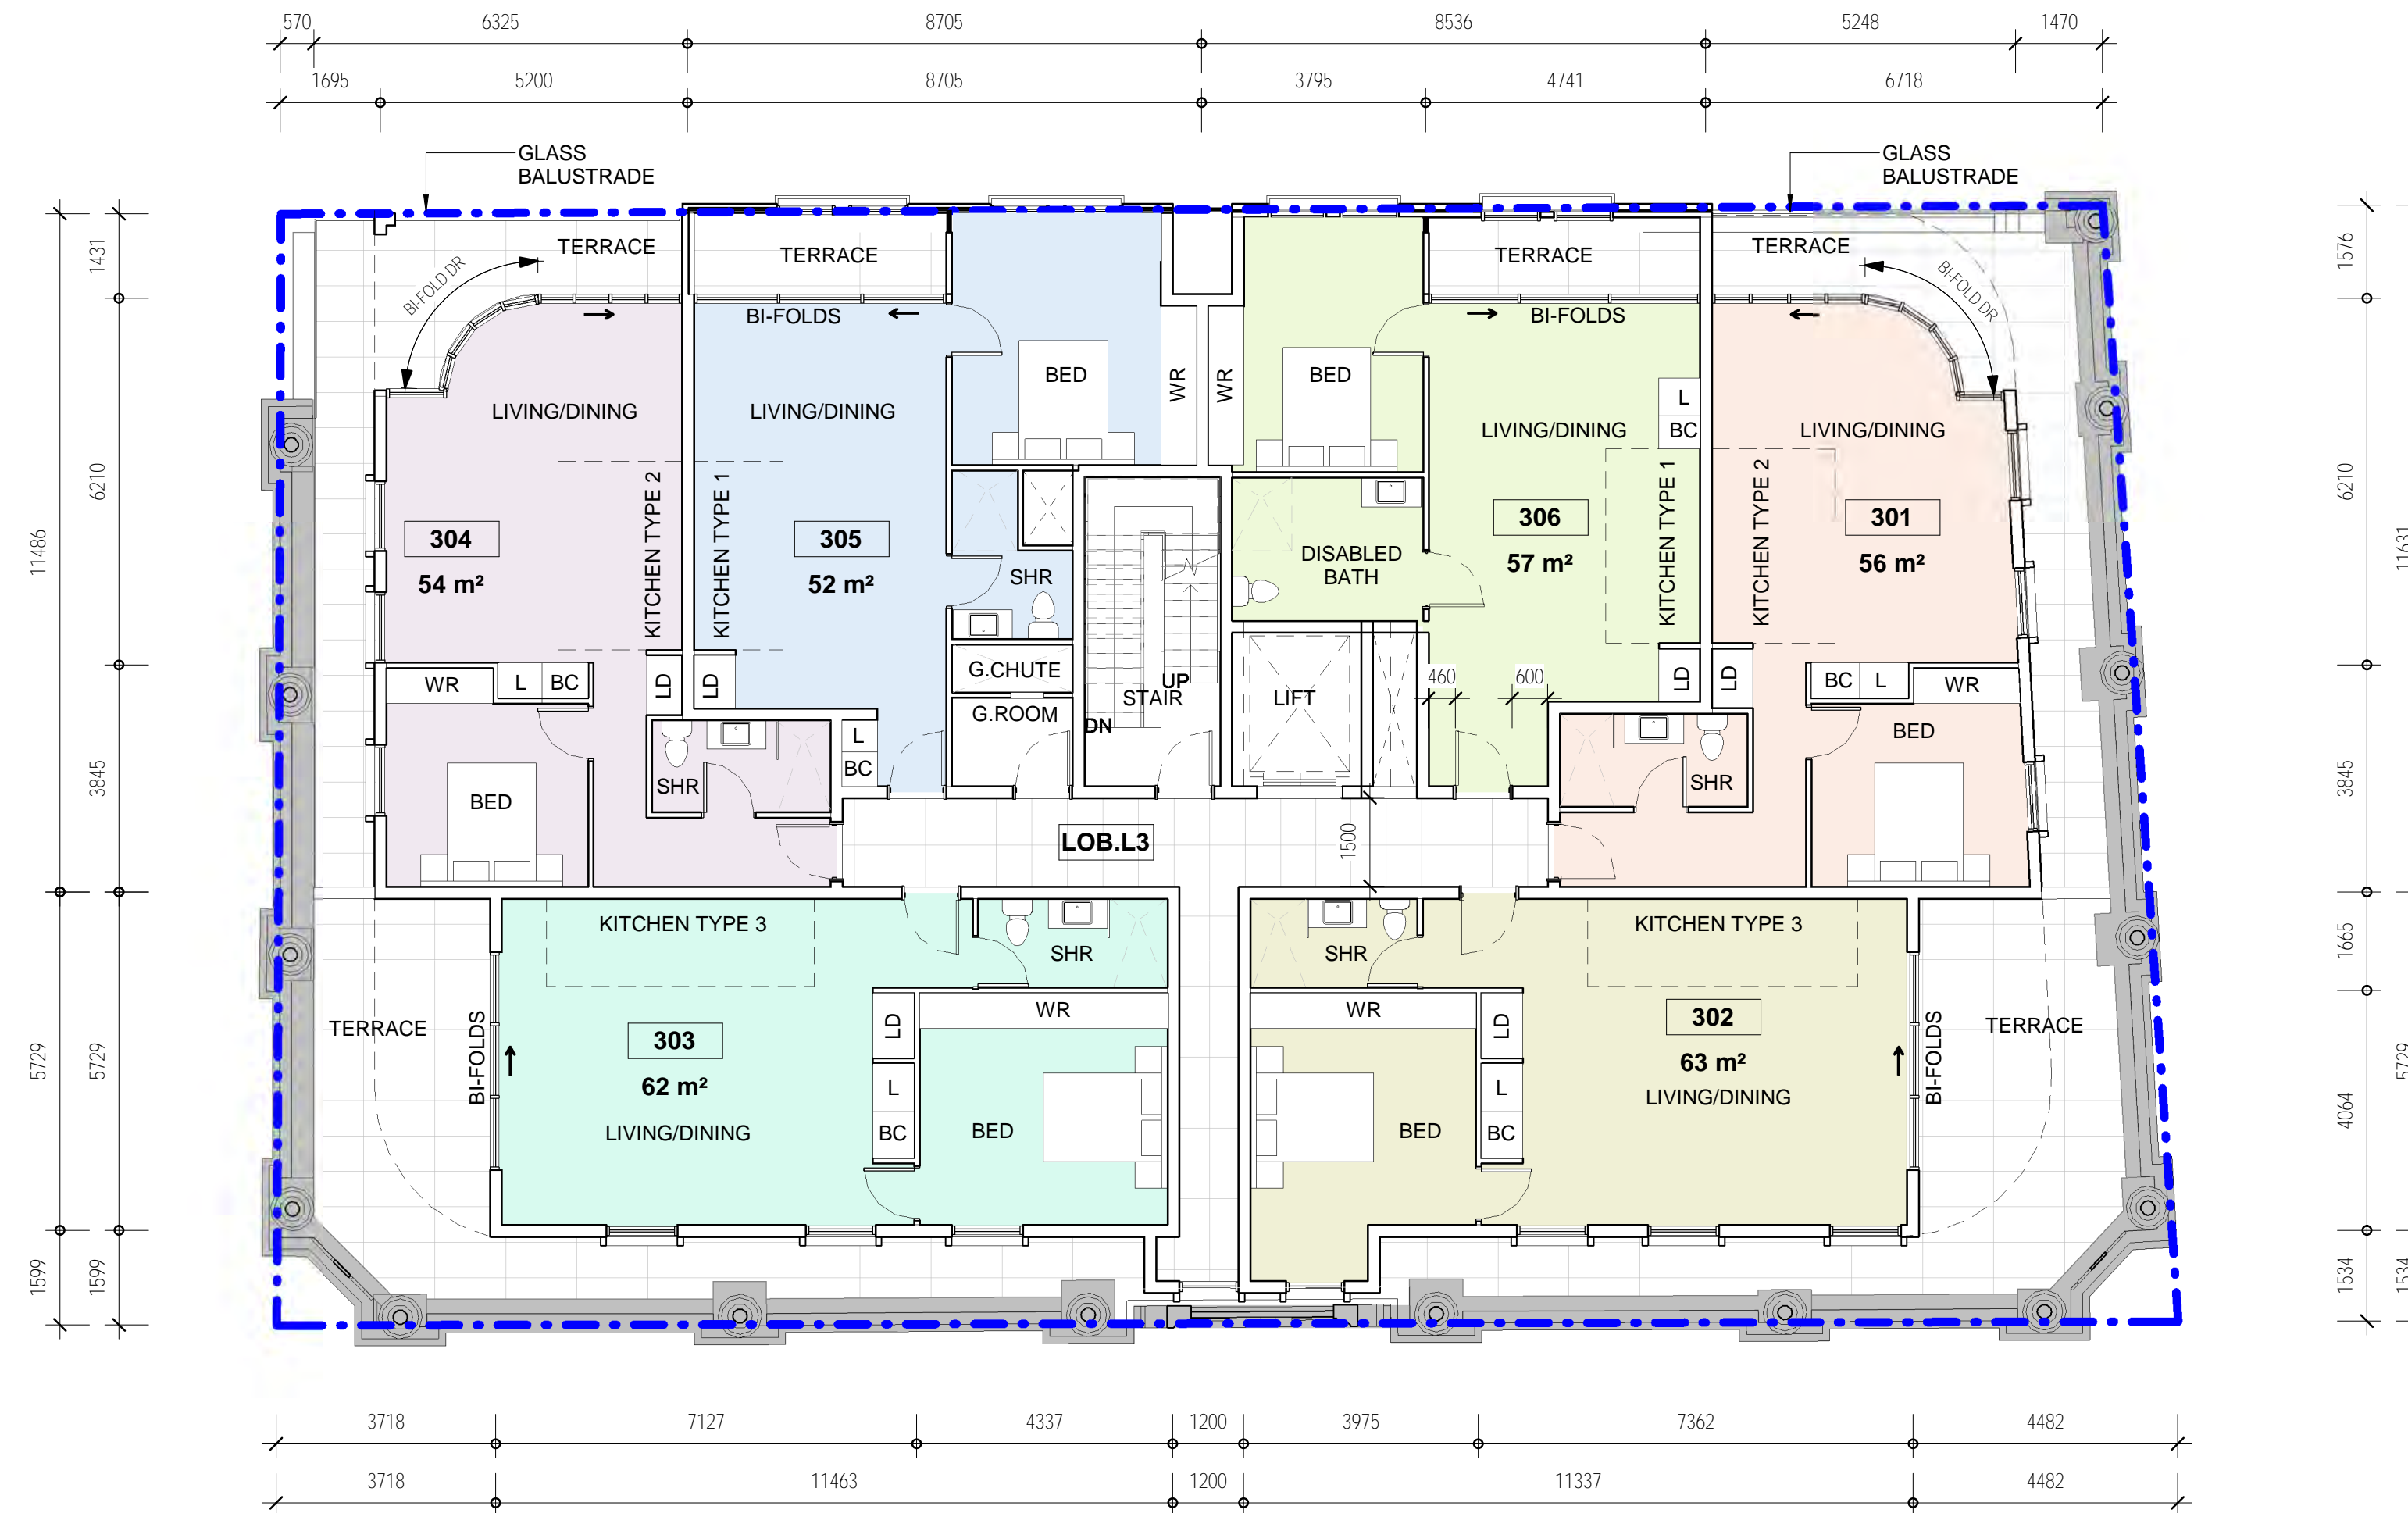 570 6325 8705 8536 5248 1470
1695 5200 8705 3795 4741 6718
GLASS
BALUSTRADE
GLASS
BALUSTRADE
1431
6210
11486
3845
5729
5729
1599
1599
TERRACE
BI-FOLD DR
LIVING/DINING
KITCHEN TYPE 2
304
54 m²
WR
L
BC
LD
BED
SHR
TERRACE
BI-FOLDS
LIVING/DINING
KITCHEN TYPE 1
305
52 m²
LD
L
BC
BED
WR
SHR
G.CHUTE
G.ROOM
UP
STAIR
DN
LIFT
WR
BED
DISABLED
BATH
TERRACE
BI-FOLDS
LIVING/DINING
L
BC
KITCHEN TYPE 1
306
57 m²
460
600
LD
TERRACE
BI-FOLD DR
LIVING/DINING
KITCHEN TYPE 2
301
56 m²
LD
BC
L
WR
BED
SHR
LOB.L3
1500
KITCHEN TYPE 3
SHR
WR
TERRACE
BI-FOLDS
303
62 m²
LIVING/DINING
LD
L
BC
BED
SHR
KITCHEN TYPE 3
WR
BED
LD
L
BC
302
63 m²
LIVING/DINING
BI-FOLDS
TERRACE
1576
6210
11631
3845
1665
4064
5729
1534
1534
3718 7127 4337 1200 3975 7362 4482
3718 11463 1200 11337 4482